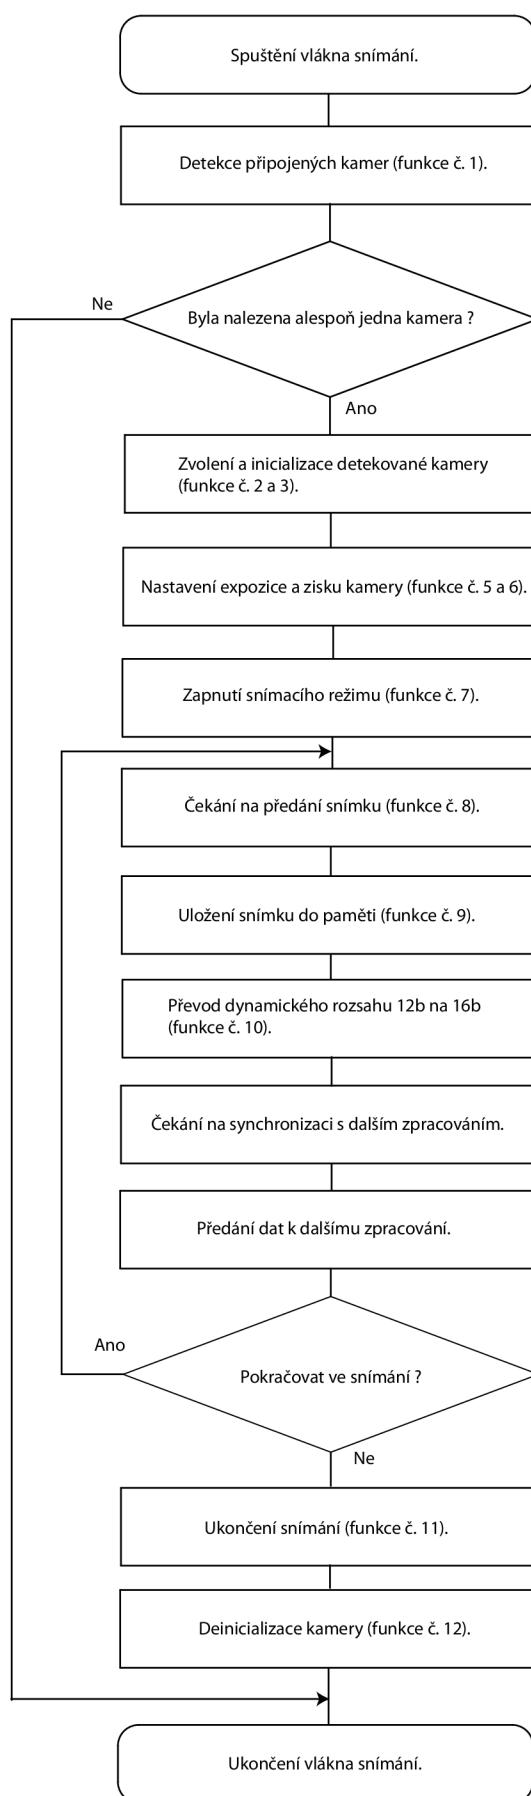 Spuštění vlákna snímání.
Detekce připojených kamer (funkce č. 1).
Ne
Byla nalezena alespoň jedna kamera ?
Ano
Zvolení a inicializace detekované kamery
(funkce č. 2 a 3).
Nastavení expozice a zisku kamery (funkce č. 5 a 6).
Zapnutí snímacího režimu (funkce č. 7).
Čekání na předání snímku (funkce č. 8).
Uložení snímku do paměti (funkce č. 9).
Převod dynamického rozsahu 12b na 16b
(funkce č. 10).
Čekání na synchronizaci s dalším zpracováním.
Předání dat k dalšímu zpracování.
Ano
Pokračovat ve snímání ?
Ne
Ukončení snímání (funkce č. 11).
Deinicializace kamery (funkce č. 12).
Ukončení vlákna snímání.